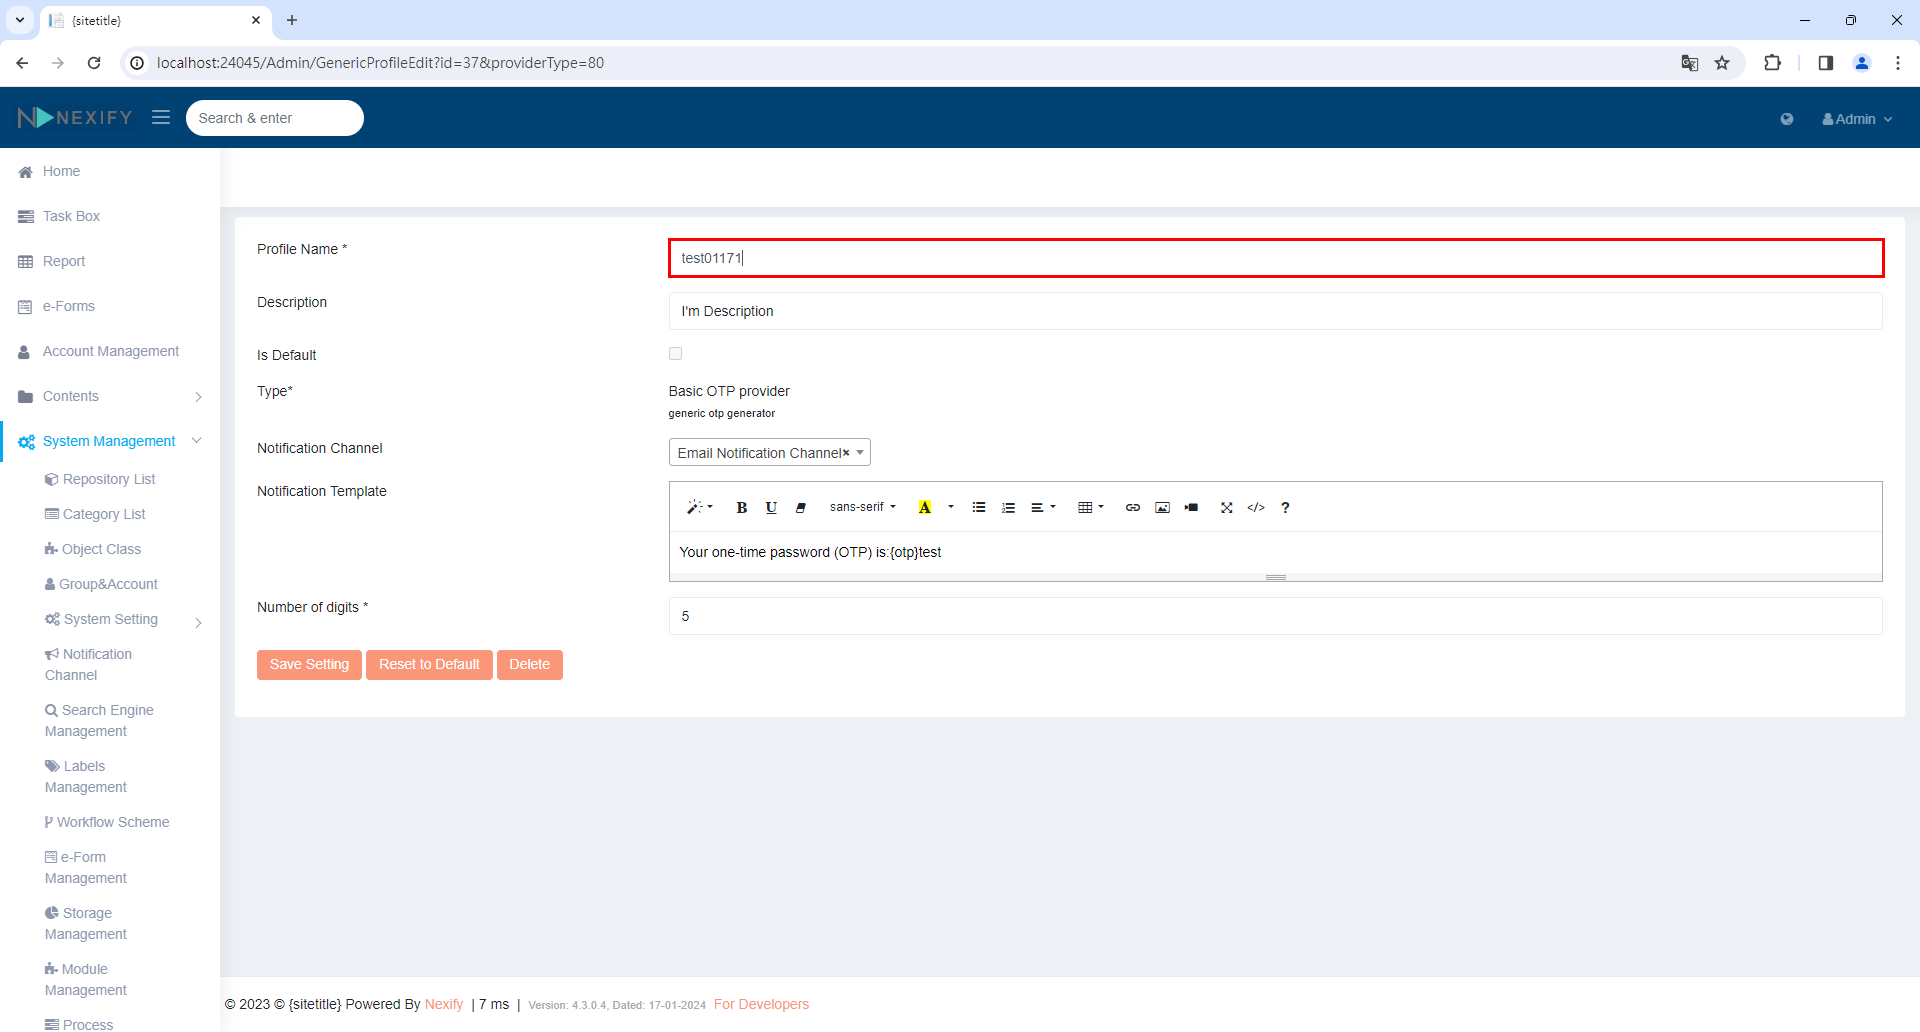 {sitetitle}
localhost:24045/Admin/GenericProfileEdit?id=37&providerType=80
NEXIFY
Search & enter
Admin
Home
Task Box
Report
e-Forms
Account Management
Contents
System Management
Repository List
Category List
Object Class
Group&Account
System Setting
Notification
Channel
Search Engine
Management
Labels
Management
Workflow Scheme
e-Form
Management
Storage
Management
Module
Management
Process
Profile Name *
test01171
Description
I'm Description
Is Default
Type*
Basic OTP provider
generic otp generator
Notification Channel
Email Notification Channel×
Notification Template
B U sans-serif A </> ?
Your one-time password (OTP) is:{otp}test
Number of digits *
5
Save Setting Reset to Default Delete
© 2023 © {sitetitle} Powered By Nexify | 7 ms | Version: 4.3.0.4, Dated: 17-01-2024 For Developers